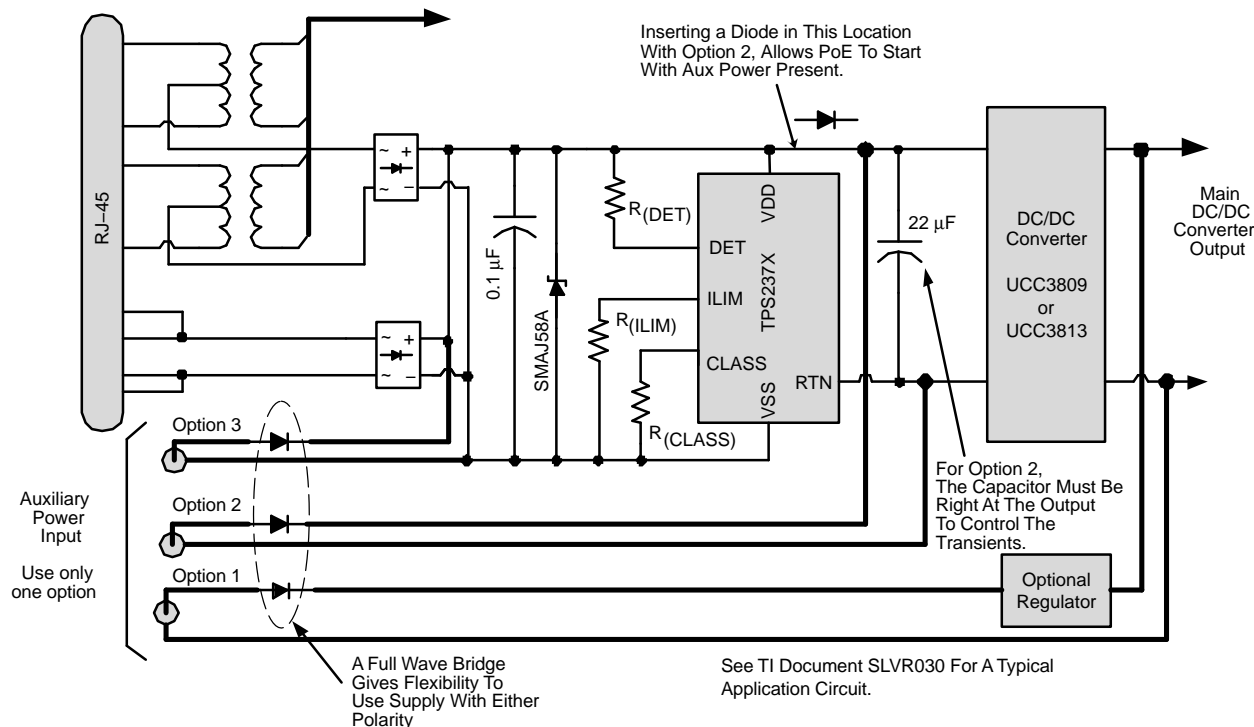 Inserting a Diode in This Location
With Option 2, Allows PoE To Start
With Aux Power Present.
RJ–45
~ +
~ −
~ +
~ −
0.1 μF
SMAJ58A
R(DET)
R(ILIM)
R(CLASS)
VDD
DET
ILIM
TPS237X
CLASS
RTN
VSS
22 μF
DC/DC
Converter
UCC3809
or
UCC3813
Main
DC/DC
Converter
Output
For Option 2,
The Capacitor Must Be
Right At The Output
To Control The
Transients.
Option 3
Option 2
Option 1
Auxiliary
Power
Input
Use only
one option
Optional
Regulator
A Full Wave Bridge
Gives Flexibility To
Use Supply With Either
Polarity
See TI Document SLVR030 For A Typical
Application Circuit.